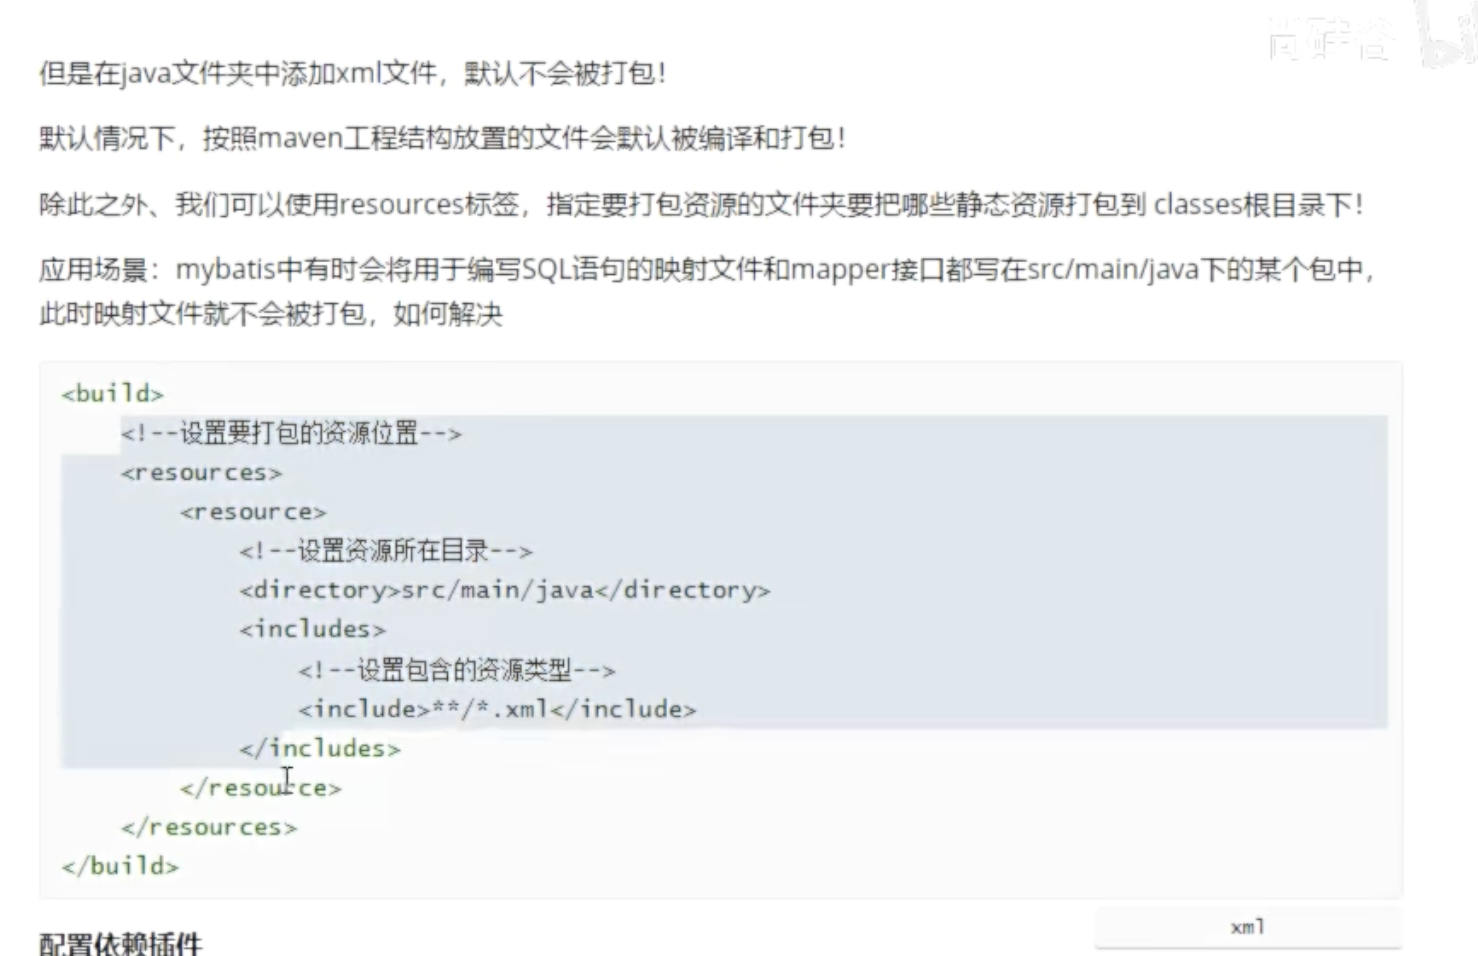 尚硅谷
但是在java文件夹中添加xml文件，默认不会被打包！
默认情况下，按照maven工程结构放置的文件会默认被编译和打包！
除此之外、我们可以使用resources标签，指定要打包资源的文件夹要把哪些静态资源打包到 classes根目录下！
应用场景：mybatis中有时会将用于编写SQL语句的映射文件和mapper接口都写在src/main/java下的某个包中，
此时映射文件就不会被打包，如何解决
<build>
    <!--设置要打包的资源位置-->
    <resources>
        <resource>
            <!--设置资源所在目录-->
            <directory>src/main/java</directory>
            <includes>
                <!--设置包含的资源类型-->
                <include>**/*.xml</include>
            </includes>
        </resource>
    </resources>
</build>
xml
配置依赖插件